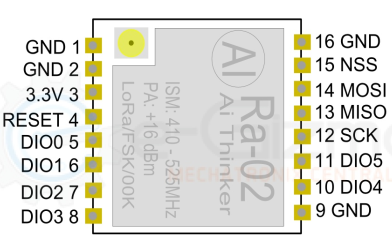 GND 1
GND 2
3.3V 3
RESET 4
DIO0 5
DIO1 6
DIO2 7
DIO3 8
16 GND
15 NSS
14 MOSI
13 MISO
12 SCK
11 DIO5
10 DIO4
9 GND
AI
Ra-02
Ai Thinker
ISM: 410 - 525MHz
PA: +16 dBm
LoRa/FSK/00K